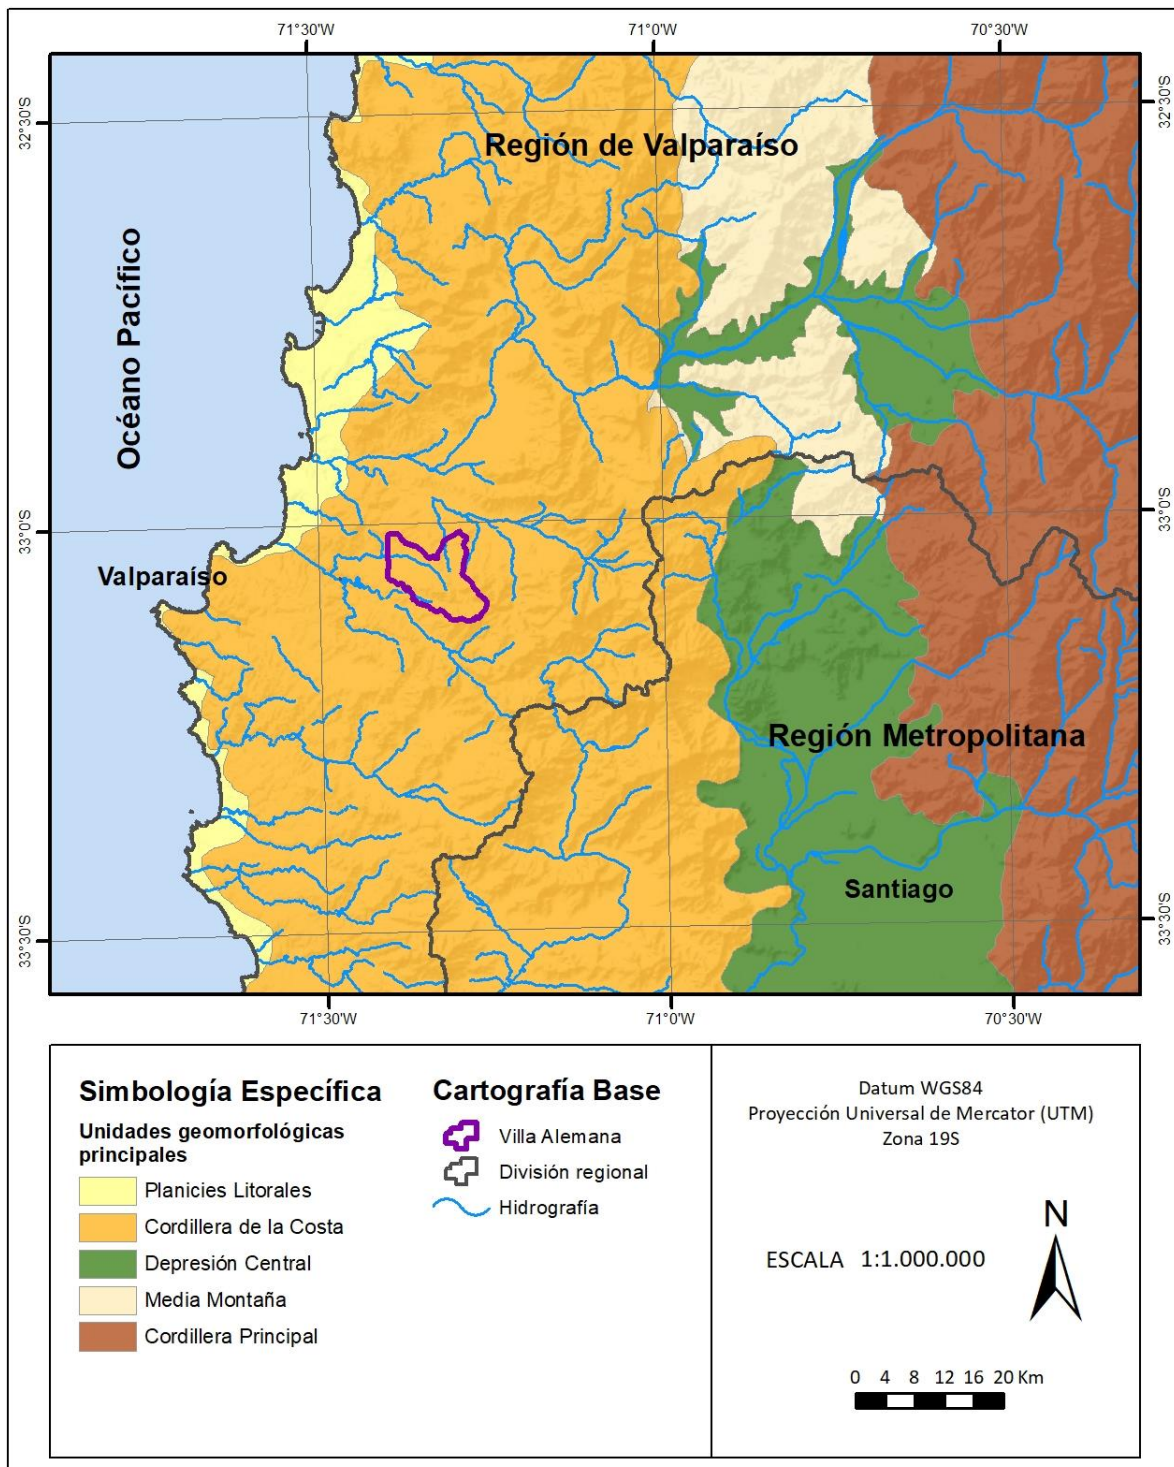 71°30'W
71°0'W
70°30'W
32°30'S
32°30'S
Región de Valparaíso
Océano Pacífico
33°0'S
33°0'S
Valparaíso
Región Metropolitana
Santiago
33°30'S
33°30'S
71°30'W
71°0'W
70°30'W
Simbología Específica
Unidades geomorfológicas
principales
Planicies Litorales
Cordillera de la Costa
Depresión Central
Media Montaña
Cordillera Principal
Cartografía Base
Villa Alemana
División regional
Hidrografía
Datum WGS84
Proyección Universal de Mercator (UTM)
Zona 19S
ESCALA 1:1.000.000
N
0 4 8 12 16 20 Km